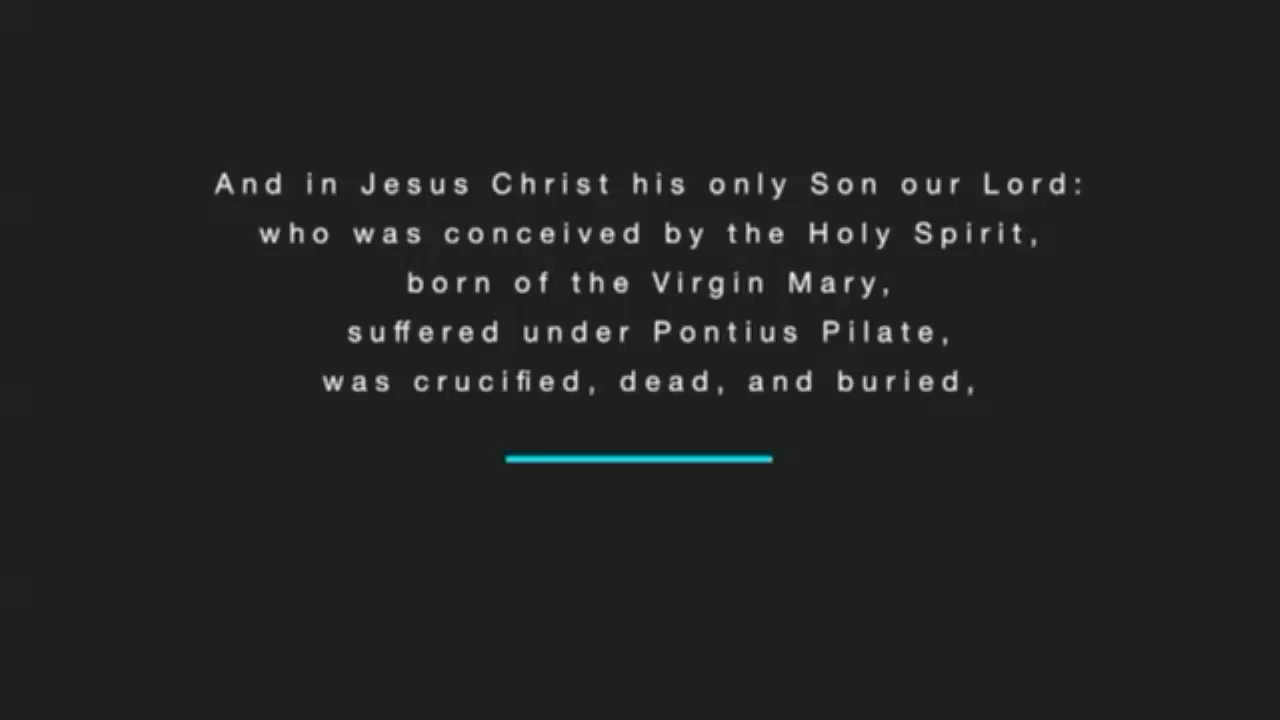 And in Jesus Christ his only Son our Lord:
who was conceived by the Holy Spirit,
born of the Virgin Mary,
suffered under Pontius Pilate,
was crucified, dead, and buried,